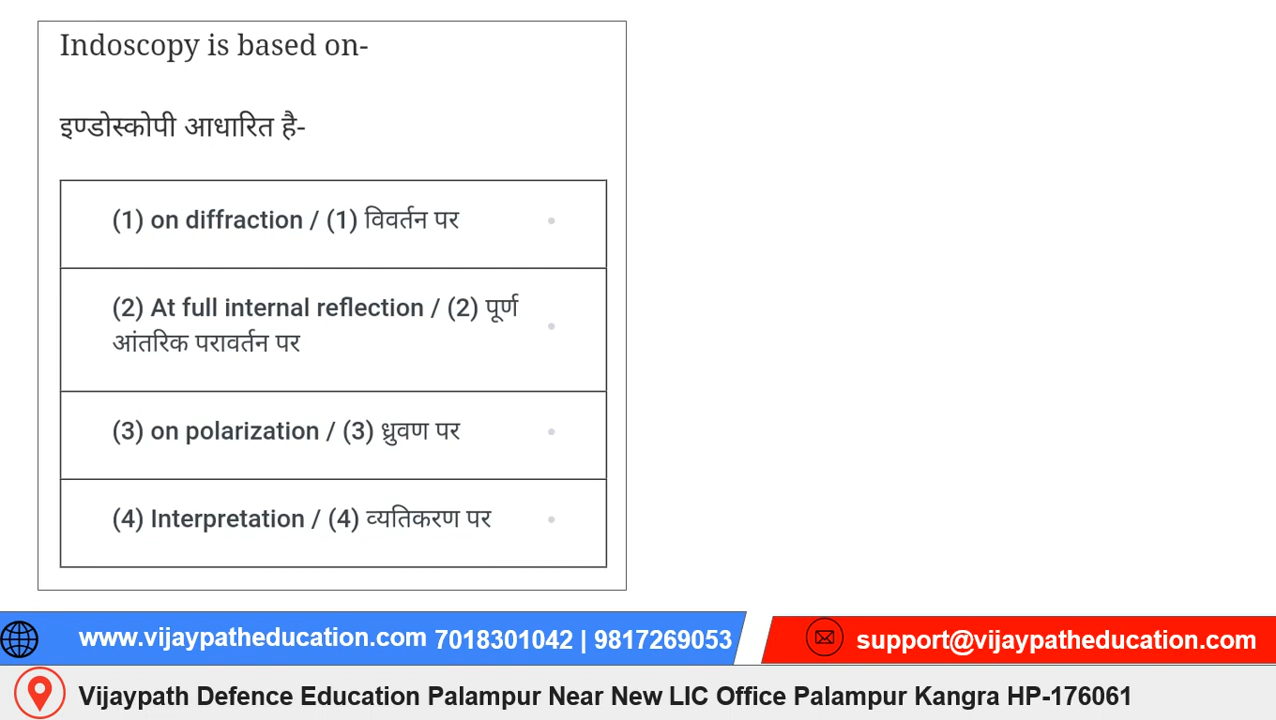 Indoscopy is based on-
इण्डोस्कोपी आधारित है-
(1) on diffraction / (1) विवर्तन पर
(2) At full internal reflection / (2) पूर्ण
आंतरिक परावर्तन पर
(3) on polarization / (3) ध्रुवण पर
(4) Interpretation / (4) व्यतिकरण पर
www.vijaypatheducation.com 7018301042 | 9817269053
support@vijaypatheducation.com
Vijaypath Defence Education Palampur Near New LIC Office Palampur Kangra HP-176061